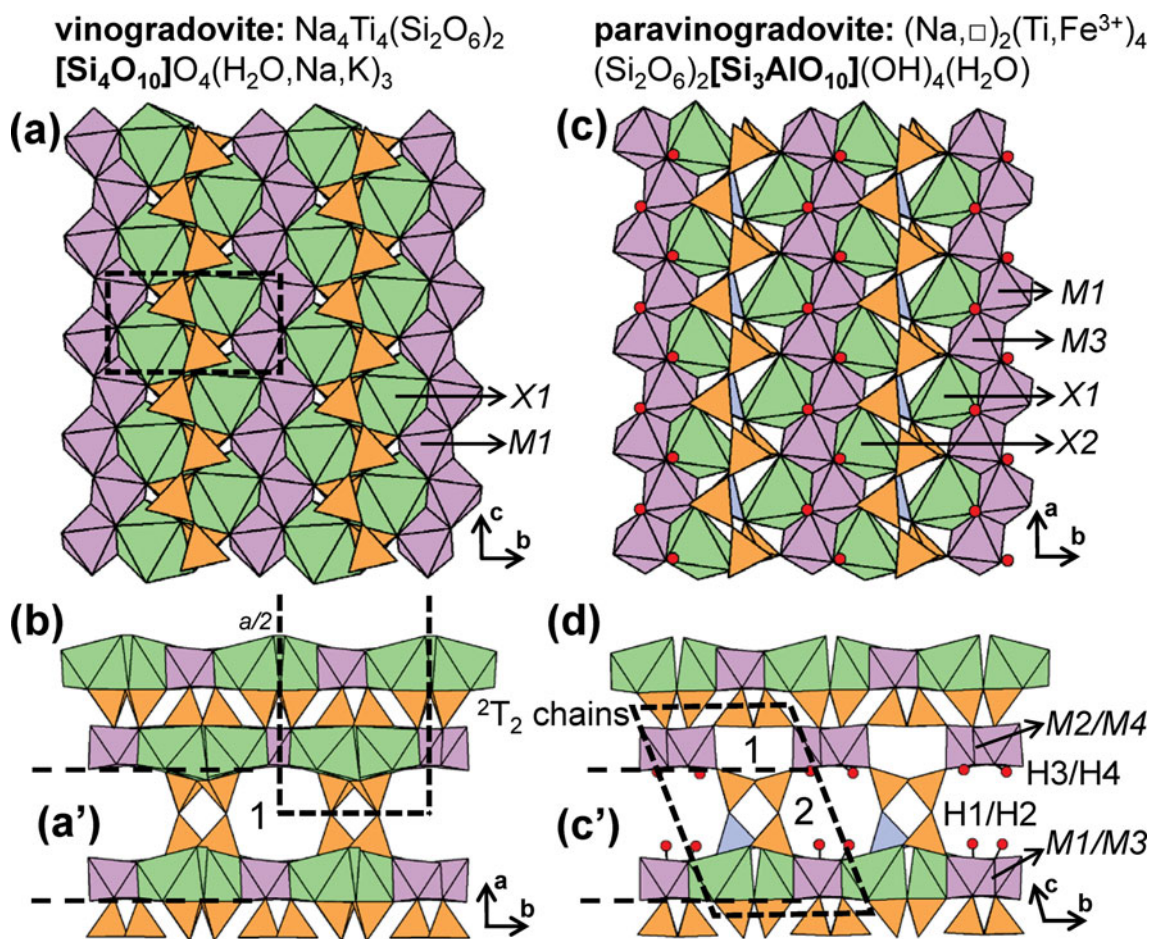 vinogradovite: Na₄Ti₄(Si₂O₆)₂
[Si₄O₁₀]O₄(H₂O,Na,K)₃
paravinogradovite: (Na,□)₂(Ti,Fe³⁺)₄
(Si₂O₆)₂[Si₃AlO₁₀](OH)₄(H₂O)
(a)
X1
M1
c
b
(c)
M1
M3
X1
X2
a
b
(b)
a/2
²T₂ chains
1
(a')
a
b
(d)
1
M2/M4
H3/H4
2
H1/H2
(c')
M1/M3
c
b